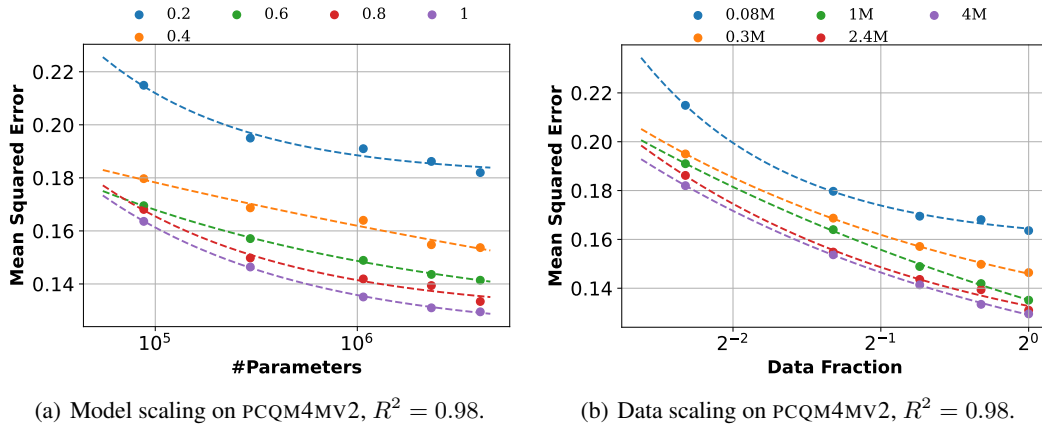 0.2 0.6 0.8 1
0.4
Mean Squared Error
0.22
0.20
0.18
0.16
0.14
10^5 10^6
#Parameters
(a) Model scaling on PCQM4MV2, R^2 = 0.98.
0.08M 1M 4M
0.3M 2.4M
Mean Squared Error
0.22
0.20
0.18
0.16
0.14
2^-2 2^-1 2^0
Data Fraction
(b) Data scaling on PCQM4MV2, R^2 = 0.98.